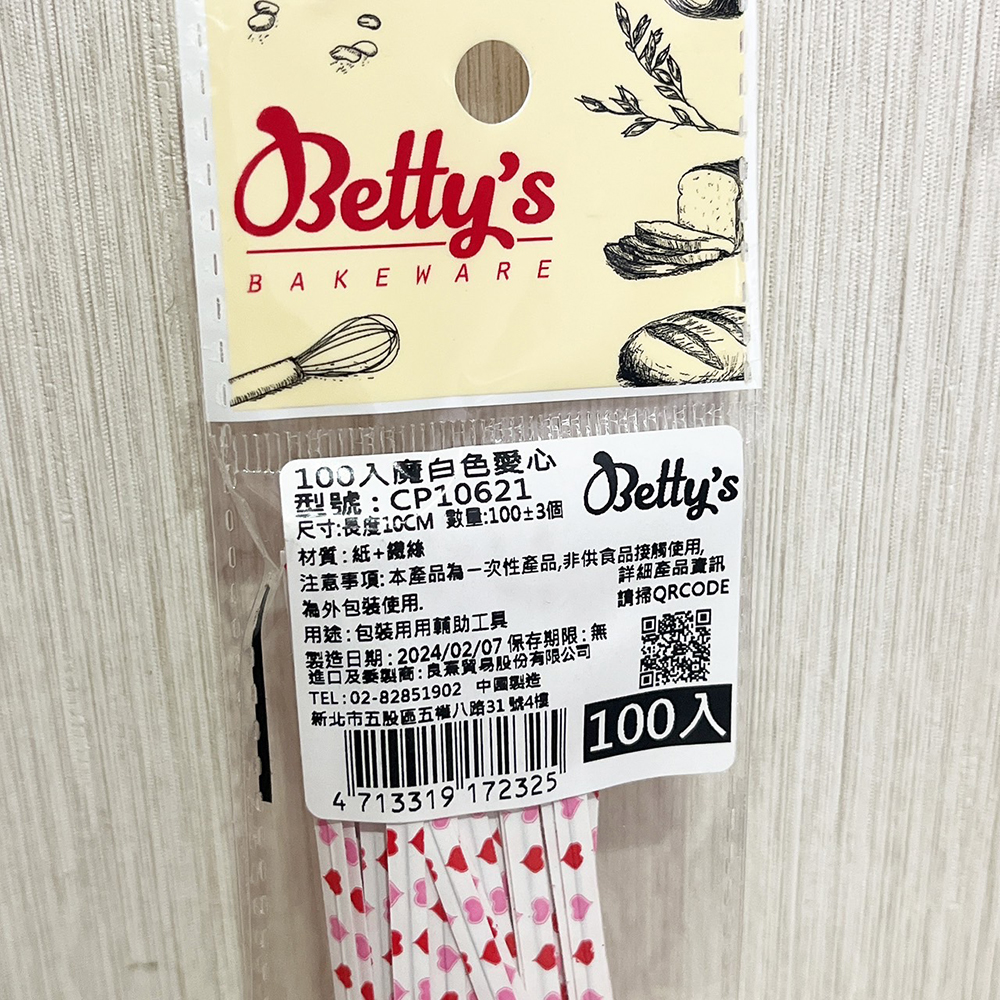 Betty's
BAKEWARE
100入魔白色愛心
型號:CP10621
尺寸:長度10CM 數量:100±3個
Betty's
材質:紙+鐵絲
注意事項:本產品為一次性產品,非供食品接觸使用,
為外包裝使用.
詳細產品資訊
請掃QRCODE
用途:包裝用用輔助工具
製造日期:2024/02/07 保存期限:無
進口及委製商:良棻貿易股份有限公司
TEL:02-82851902 中國製造
新北市五股區五權八路31號4樓
100入
4 713319 172325